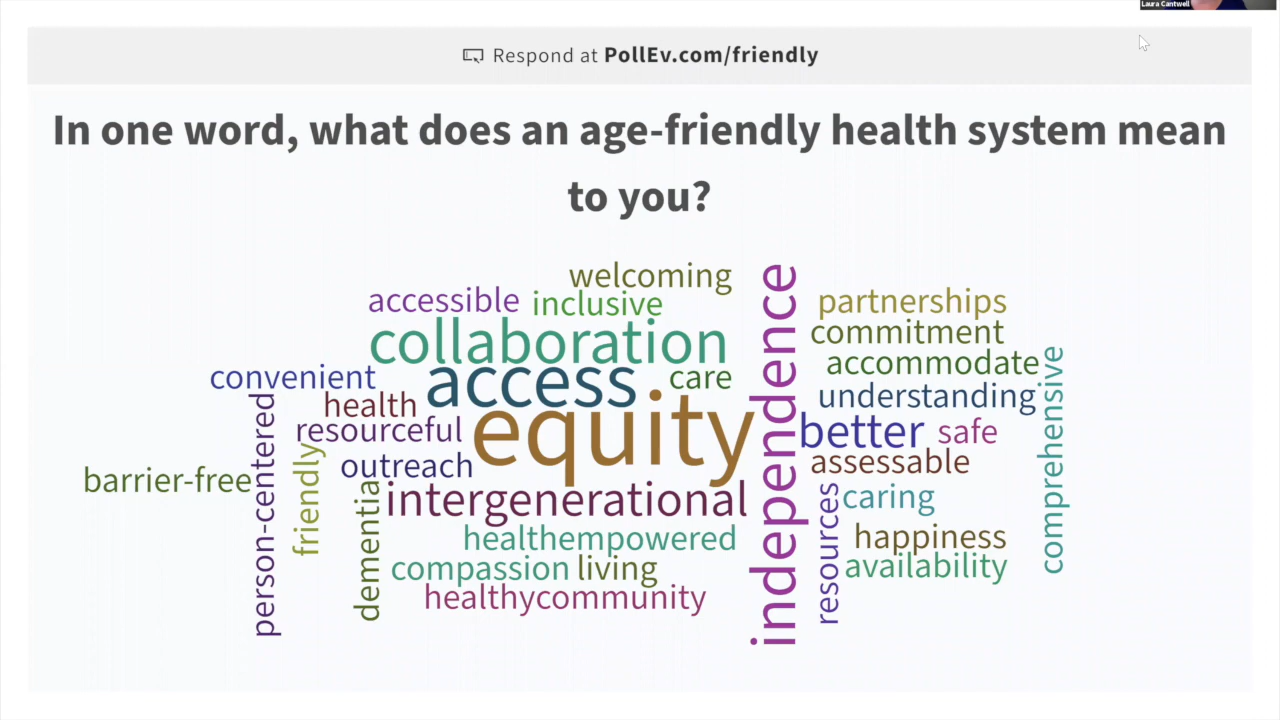 Laura Cantwell
Respond at PollEv.com/friendly
In one word, what does an age-friendly health system mean
to you?
welcoming
accessible
inclusive
collaboration
access
care
convenient
health
resourceful
equity
outreach
barrier-free
person-centered
friendly
dementia
intergenerational
healthempowered
compassion
living
healthycommunity
independence
partnerships
commitment
accommodate
understanding
better
safe
assessable
caring
resources
happiness
availability
comprehensive